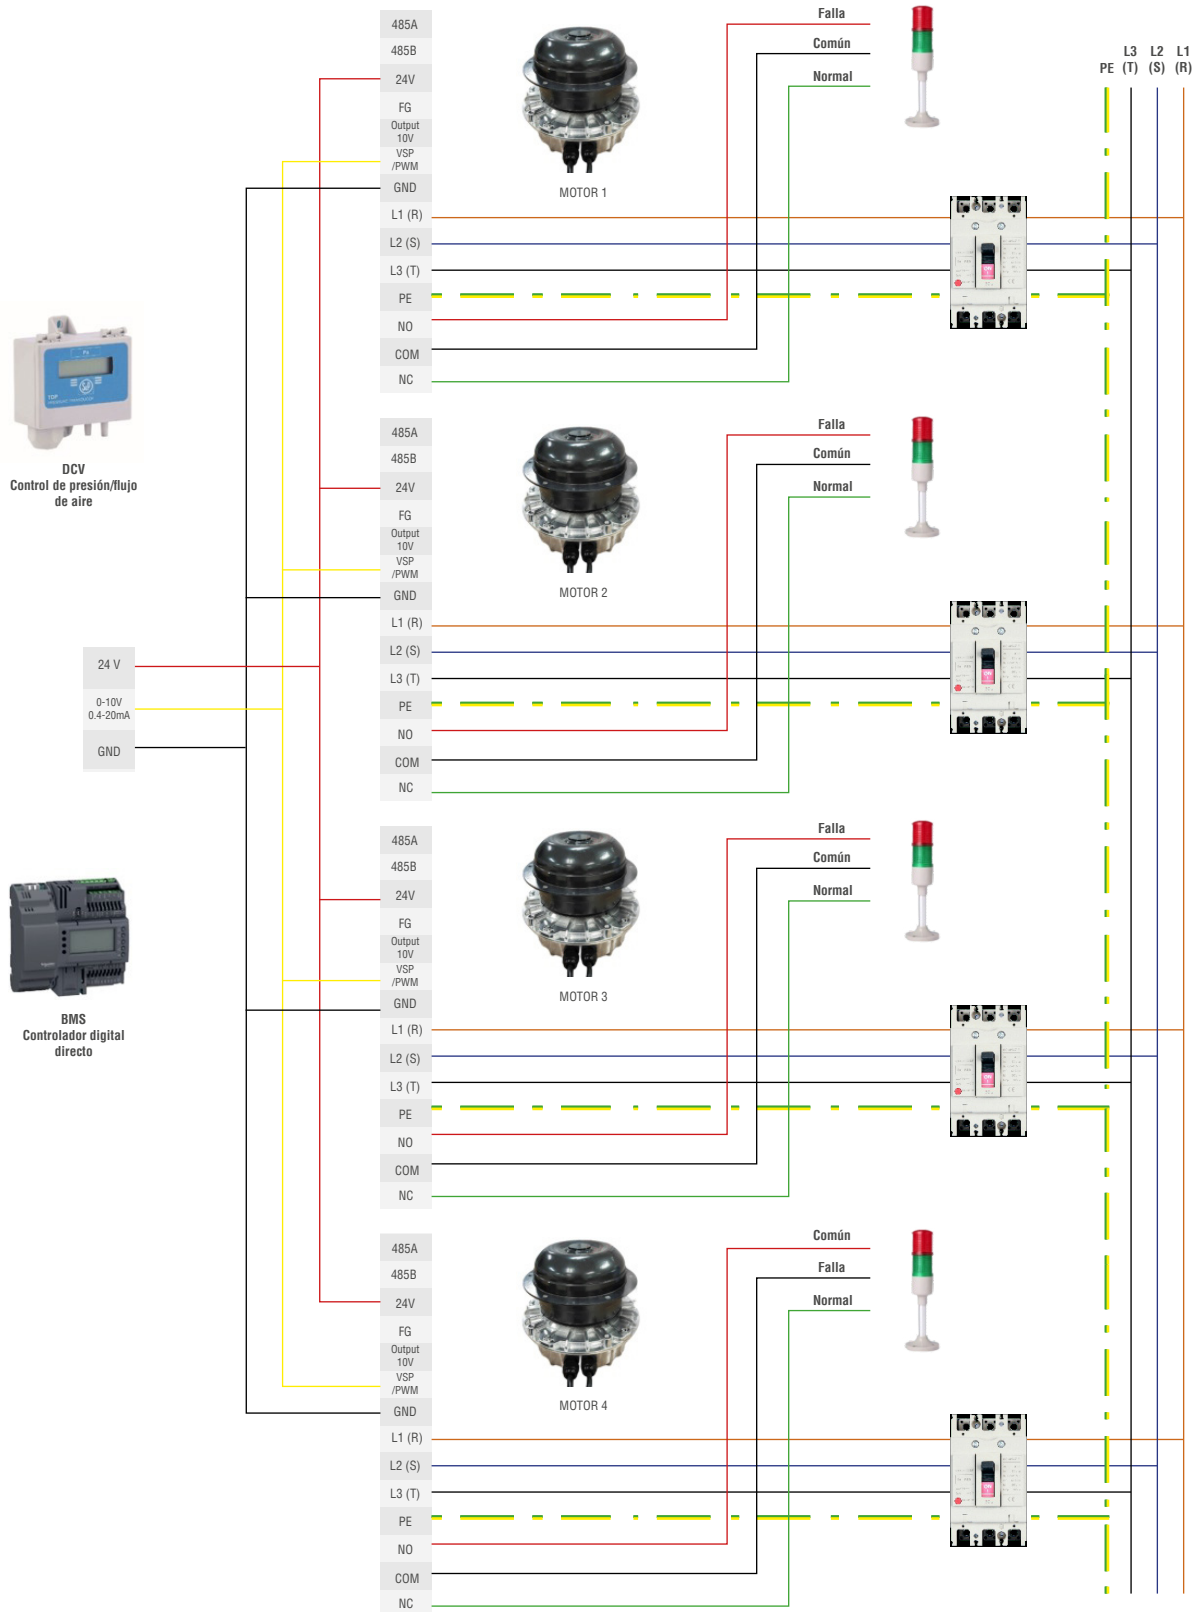 485A
485B
24V
FG
Output
10V
VSP
/PWM
GND
L1 (R)
L2 (S)
L3 (T)
PE
NO
COM
NC
MOTOR 1
Falla
Común
Normal
PE
L3
(T)
L2
(S)
L1
(R)
TDP
DCV
Control de presión/flujo
de aire
485A
485B
24V
FG
Output
10V
VSP
/PWM
GND
L1 (R)
L2 (S)
L3 (T)
PE
NO
COM
NC
MOTOR 2
Falla
Común
Normal
24 V
0-10V
0.4-20mA
GND
BMS
Controlador digital
directo
485A
485B
24V
FG
Output
10V
VSP
/PWM
GND
L1 (R)
L2 (S)
L3 (T)
PE
NO
COM
NC
MOTOR 3
Falla
Común
Normal
485A
485B
24V
FG
Output
10V
VSP
/PWM
GND
L1 (R)
L2 (S)
L3 (T)
PE
NO
COM
NC
MOTOR 4
Común
Falla
Normal